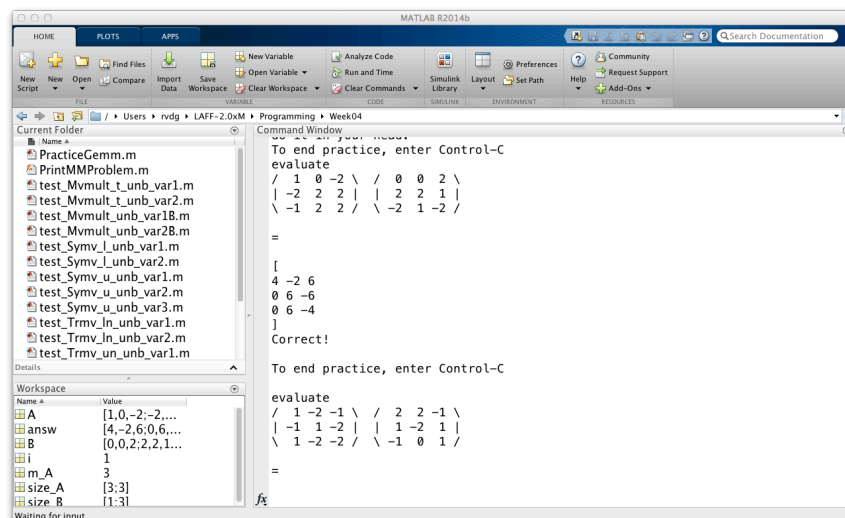 MATLAB R2014b
HOME PLOTS APPS Search Documentation
New Script New Open Find Files Compare Import Data Save Workspace New Variable Open Variable Clear Workspace Analyze Code Run and Time Clear Commands Simulink Library Layout Preferences Set Path Help Community Request Support Add-Ons
FILE VARIABLE CODE SIMULINK ENVIRONMENT RESOURCES
/ Users rvdg LAFF-2.0xM Programming Week04
Current Folder
Name
PracticeGemm.m
PrintMMProblem.m
test_Mvmult_t_unb_var1.m
test_Mvmult_t_unb_var2.m
test_Mvmult_unb_var1B.m
test_Mvmult_unb_var2B.m
test_Symv_l_unb_var1.m
test_Symv_l_unb_var2.m
test_Symv_u_unb_var1.m
test_Symv_u_unb_var2.m
test_Symv_u_unb_var3.m
test_Trmv_ln_unb_var1.m
test_Trmv_ln_unb_var2.m
test_Trmv_un_unb_var1.m
Details
Workspace
Name Value
A [1,0,-2;-2,...
answ [4,-2,6;0,6,...
B [0,0,2;2,2,1...
i 1
m_A 3
size_A [3;3]
size_B [1;3]
Waiting for input
Command Window
do it in your head.
To end practice, enter Control-C
evaluate
/ 1 0 -2 \ / 0 0 2 \
| -2 2 2 | | 2 2 1 |
\ -1 2 2 / \ -2 1 -2 /
=
[
4 -2 6
0 6 -6
0 6 -4
]
Correct!
To end practice, enter Control-C
evaluate
/ 1 -2 -1 \ / 2 2 -1 \
| -1 1 -2 | | 1 -2 1 |
\ 1 -2 -2 / \ -1 0 1 /
=
fx